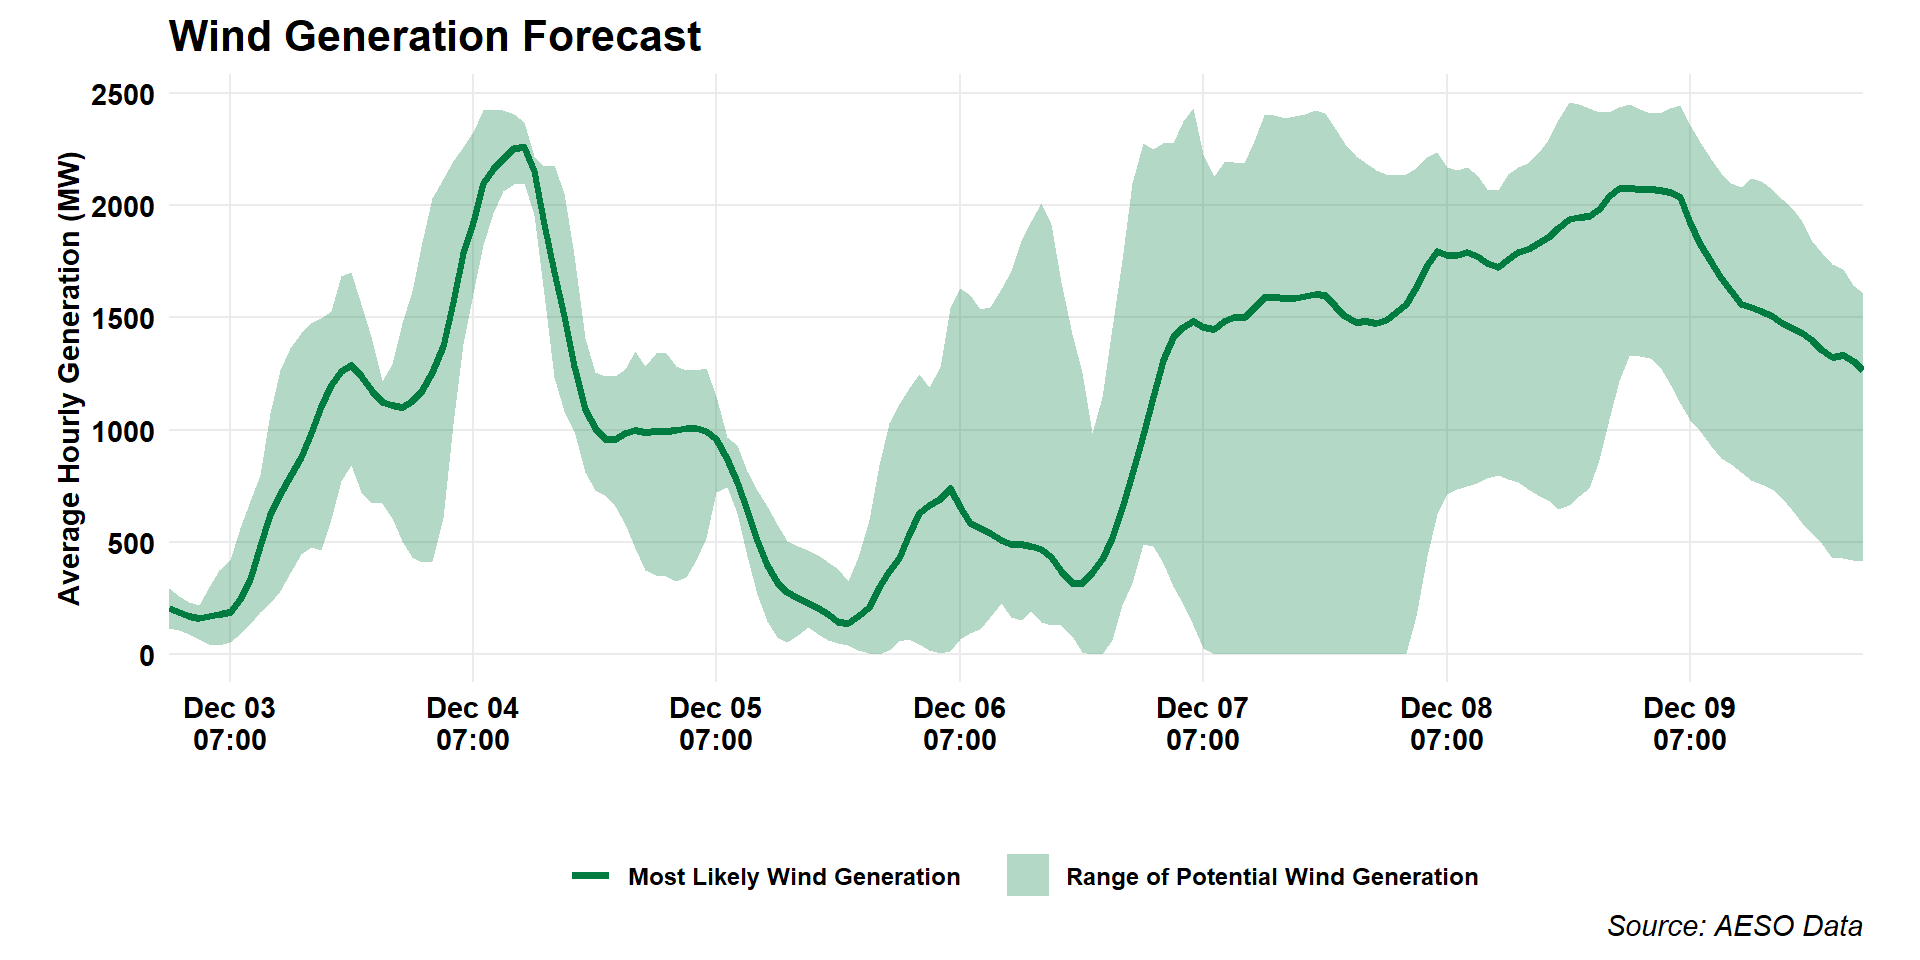 Wind Generation Forecast
Average Hourly Generation (MW)
2500
2000
1500
1000
500
0
Dec 03
07:00
Dec 04
07:00
Dec 05
07:00
Dec 06
07:00
Dec 07
07:00
Dec 08
07:00
Dec 09
07:00
Most Likely Wind Generation
Range of Potential Wind Generation
Source: AESO Data